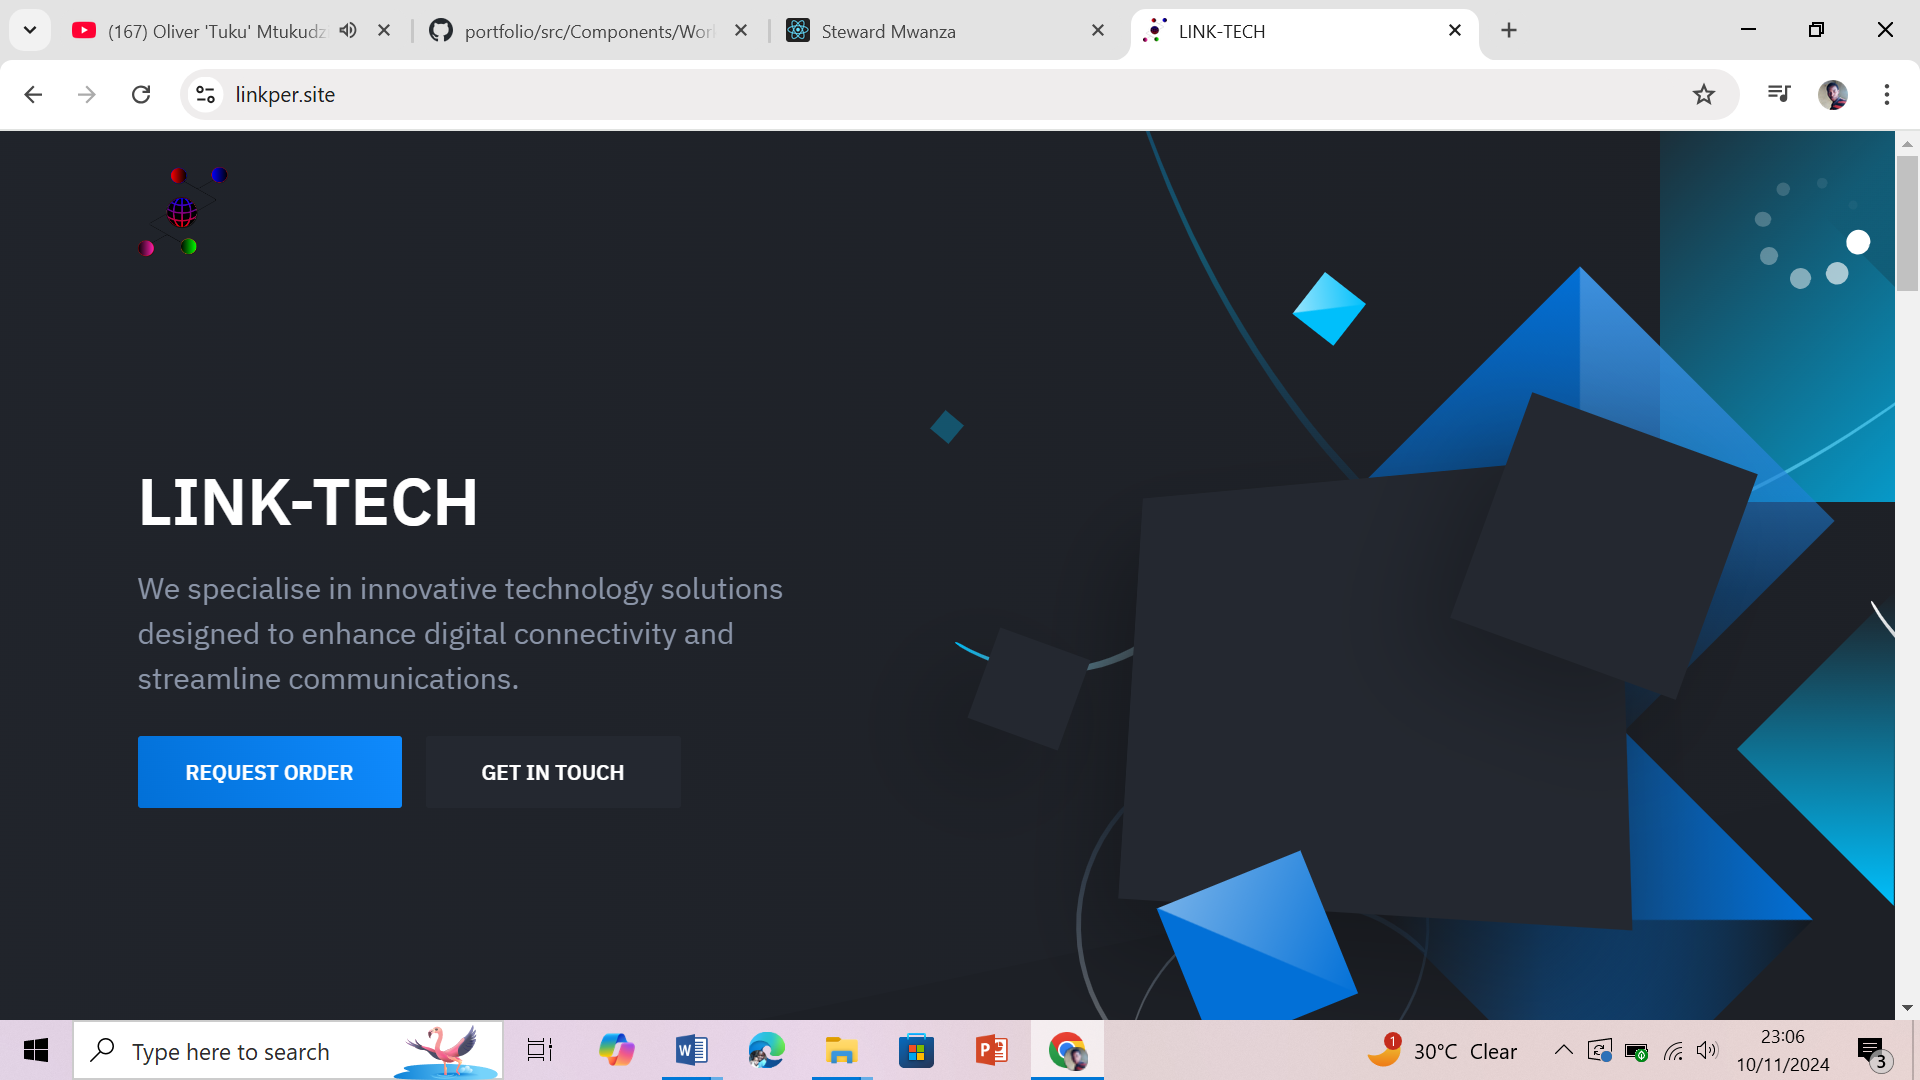 (167) Oliver 'Tuku' Mtukudzi
portfolio/src/Components/Work
Steward Mwanza
LINK-TECH
linkper.site
LINK-TECH
We specialise in innovative technology solutions
designed to enhance digital connectivity and
streamline communications.
REQUEST ORDER
GET IN TOUCH
Type here to search
1
30°C Clear
23:06
10/11/2024
3